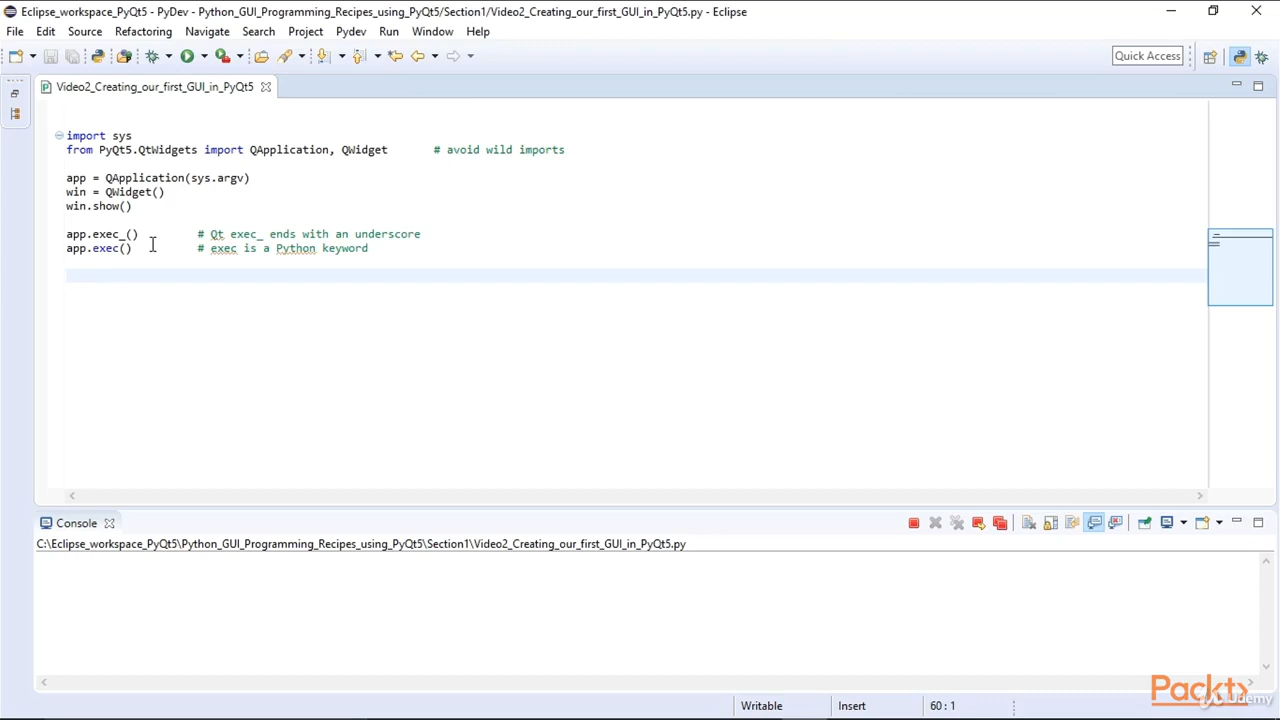 Eclipse_workspace_PyQt5 - PyDev - Python_GUI_Programming_Recipes_using_PyQt5/Section1/Video2_Creating_our_first_GUI_in_PyQt5.py - Eclipse
File Edit Source Refactoring Navigate Search Project Pydev Run Window Help
Quick Access
Video2_Creating_our_first_GUI_in_PyQt5
import sys
from PyQt5.QtWidgets import QApplication, QWidget # avoid wild imports
app = QApplication(sys.argv)
win = QWidget()
win.show()
app.exec_() # Qt exec_ ends with an underscore
app.exec() # exec is a Python keyword
Console
C:\Eclipse_workspace_PyQt5\Python_GUI_Programming_Recipes_using_PyQt5\Section1\Video2_Creating_our_first_GUI_in_PyQt5.py
Packt>
Udemy
Writable Insert 60 : 1